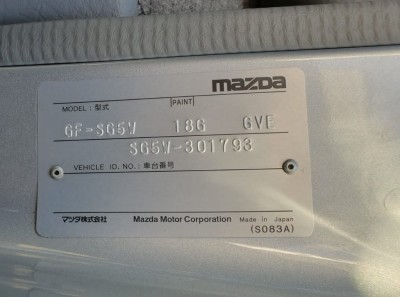 mazda
MODEL: 型式 PAINT
GF-SG5W 18G GVE
SG5W-301793
VEHICLE ID. NO.: 車台番号
マツダ株式会社 Mazda Motor Corporation Made in Japan
(S083A)